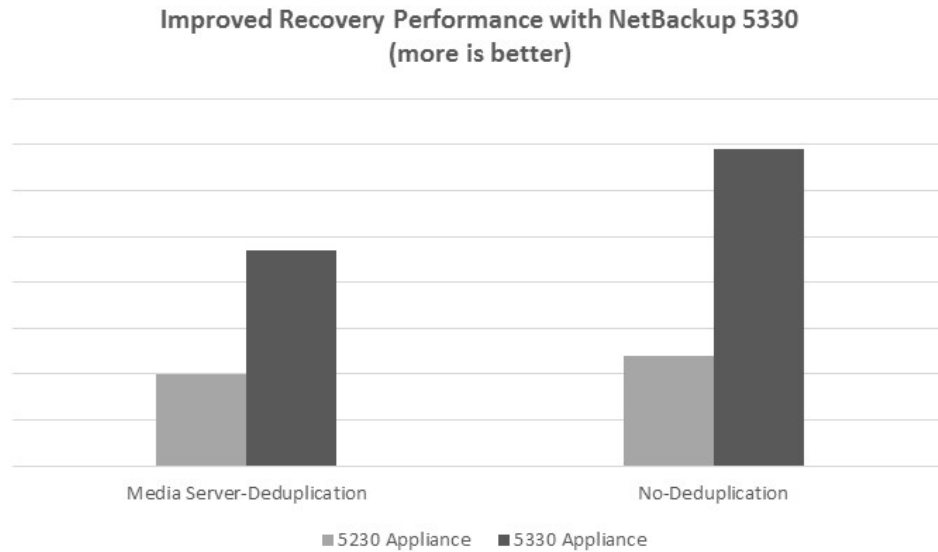 Improved Recovery Performance with NetBackup 5330
(more is better)
Media Server-Deduplication
No-Deduplication
5230 Appliance
5330 Appliance